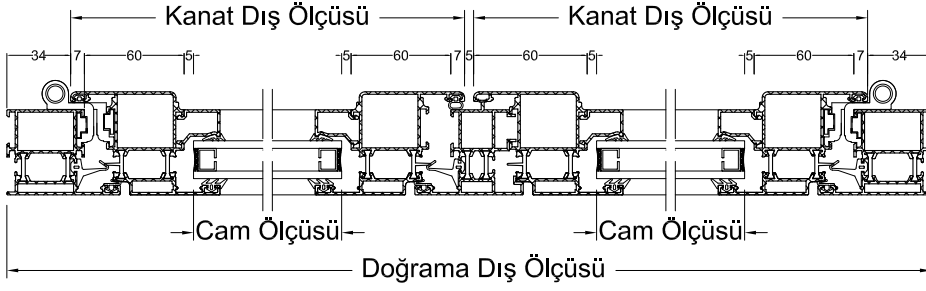 Kanat Dış Ölçüsü Kanat Dış Ölçüsü
34 7 60 5 5 60 7 5 60 5 5 60 7 34
Cam Ölçüsü Cam Ölçüsü
Doğrama Dış Ölçüsü